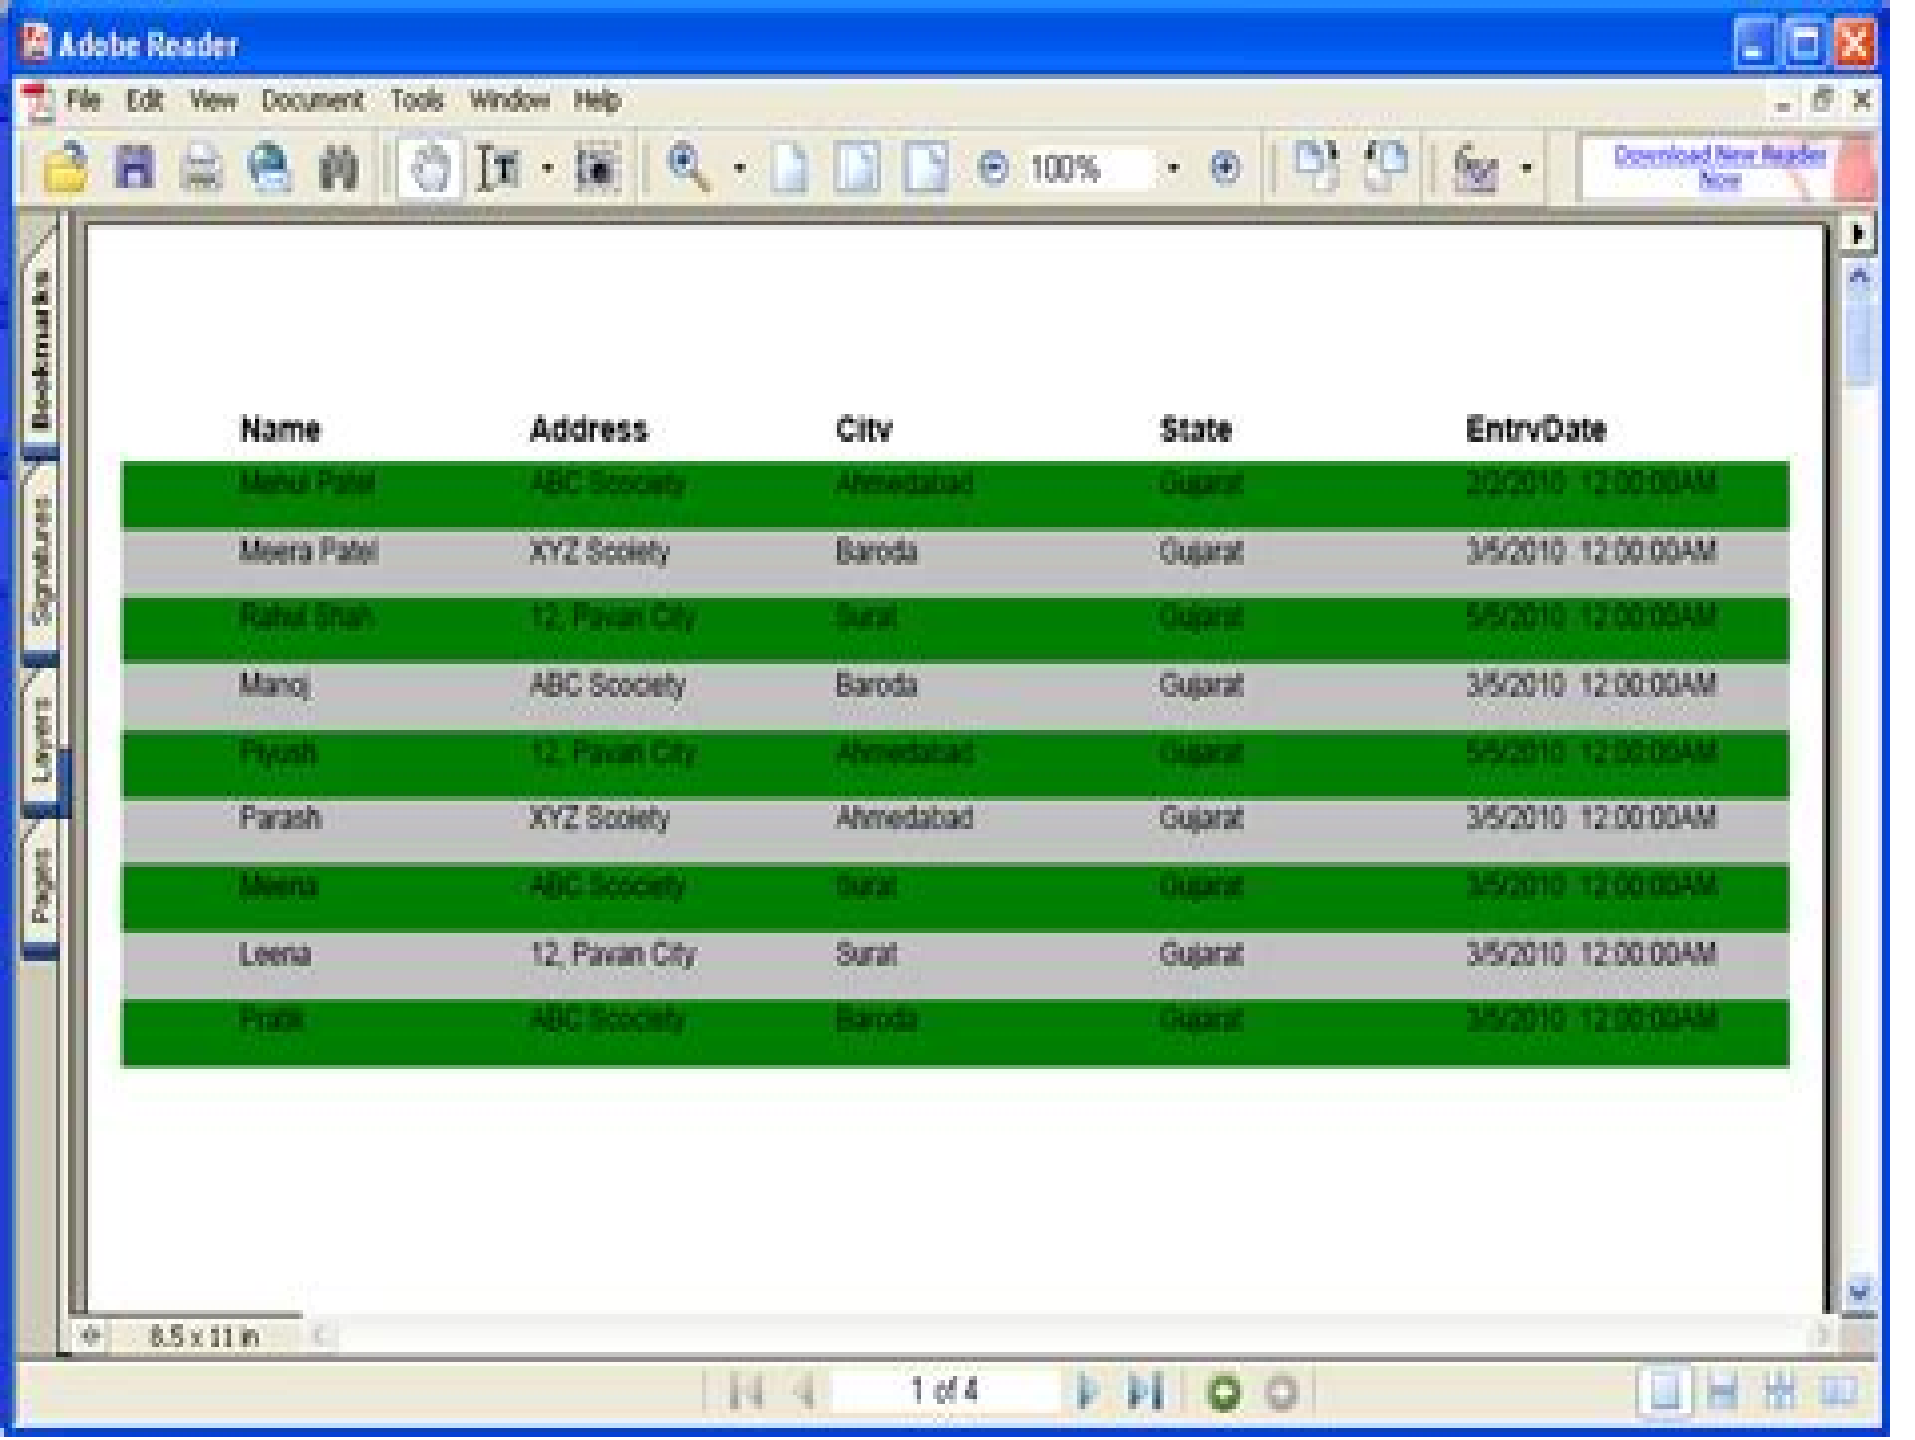 Adobe Reader
File Edit View Document Tools Window Help
100%
Download New Reader
Now
Bookmarks
Signatures
Layers
Pages
Name Address City State EntryDate
Mehul Patel ABC Scociety Ahmedabad Gujarat 2/2/2010 12:00:00AM
Meera Patel XYZ Sciety Baroda Gujarat 3/5/2010 12:00:00AM
Rahul Shah 12, Pavan City Surat Gujarat 5/5/2010 12:00:00AM
Manoj ABC Scociety Baroda Gujarat 3/5/2010 12:00:00AM
Piyush 12, Pavan City Ahmedabad Gujarat 5/5/2010 12:00:00AM
Parash XYZ Sciety Ahmedabad Gujarat 3/5/2010 12:00:00AM
Meena ABC Scociety Surat Gujarat 3/5/2010 12:00:00AM
Leena 12, Pavan City Surat Gujarat 3/5/2010 12:00:00AM
Pratik ABC Scociety Baroda Gujarat 3/5/2010 12:00:00AM
8.5 x 11 in
1 of 4